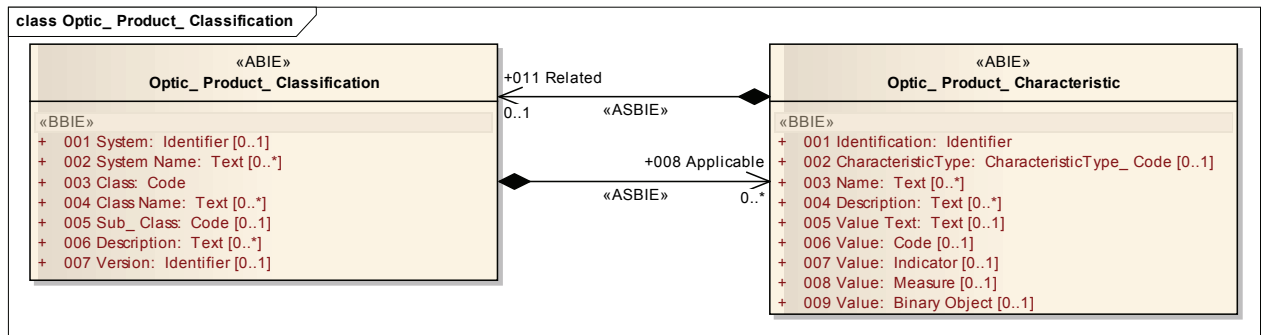 class Optic_ Product_ Classification
«ABIE»
Optic_ Product_ Classification
«BBIE»
+ 001 System: Identifier [0..1]
+ 002 System Name: Text [0..*]
+ 003 Class: Code
+ 004 Class Name: Text [0..*]
+ 005 Sub_ Class: Code [0..1]
+ 006 Description: Text [0..*]
+ 007 Version: Identifier [0..1]
+011 Related
0..1
«ASBIE»
+008 Applicable
«ASBIE»
0..*
«ABIE»
Optic_ Product_ Characteristic
«BBIE»
+ 001 Identification: Identifier
+ 002 CharacteristicType: CharacteristicType_ Code [0..1]
+ 003 Name: Text [0..*]
+ 004 Description: Text [0..*]
+ 005 Value Text: Text [0..1]
+ 006 Value: Code [0..1]
+ 007 Value: Indicator [0..1]
+ 008 Value: Measure [0..1]
+ 009 Value: Binary Object [0..1]